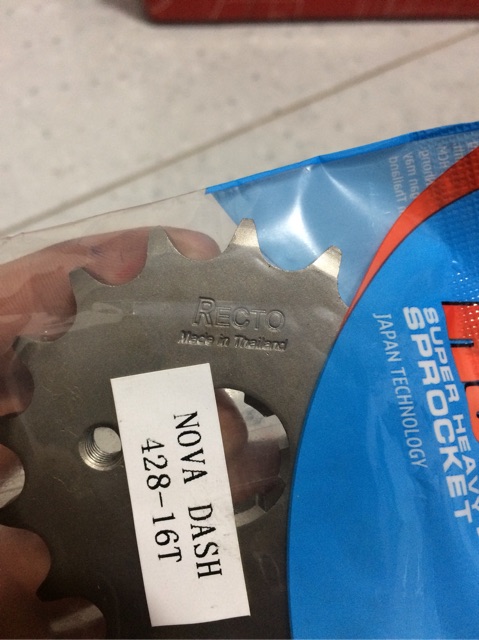 RECTO
Made in Thailand
NOVA DASH
428-16T
SUPER HEAVY
SPROCKET
JAPAN TECHNOLOGY